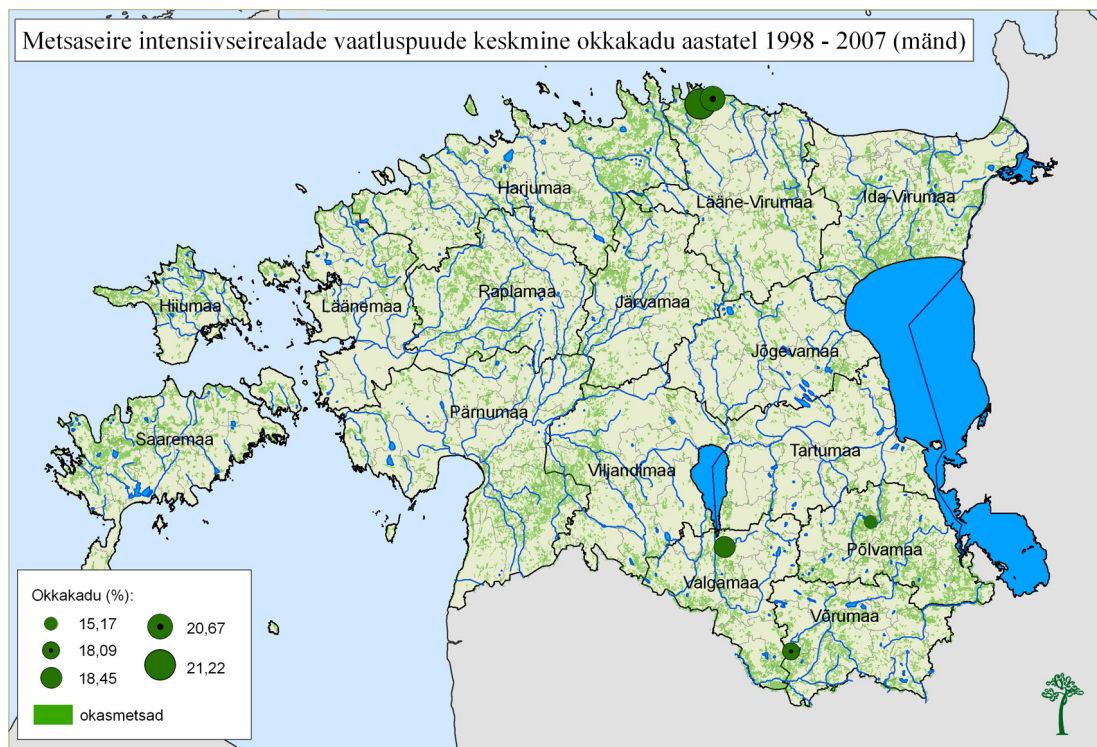 Metsaseire intensiivseirealade vaatluspuude keskmine okkakadu aastatel 1998 - 2007 (mänd)
Harjumaa
Lääne-Virumaa
Ida-Virumaa
Hiiumaa
Läänemaa
Raplamaa
Järvamaa
Jõgevamaa
Pärnumaa
Saaremaa
Viljandimaa
Tartumaa
Põlvamaa
Valgamaa
Võrumaa
Okkakadu (%):
15,17
18,09
18,45
20,67
21,22
okasmetsad